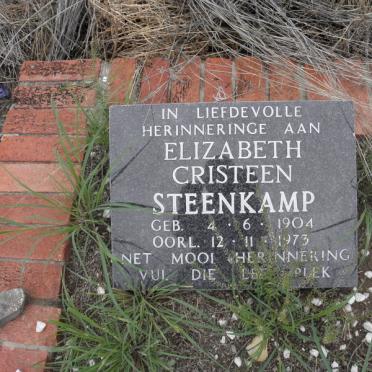 IN LIEFDEVOLLE
HERINNERINGE AAN
ELIZABETH
CRISTEEN
STEENKAMP
GEB. 4 · 6 · 1904
OORL. 12 · 11 · 1973
NET MOOI HERINNERING
VUL DIE LEË PLEK